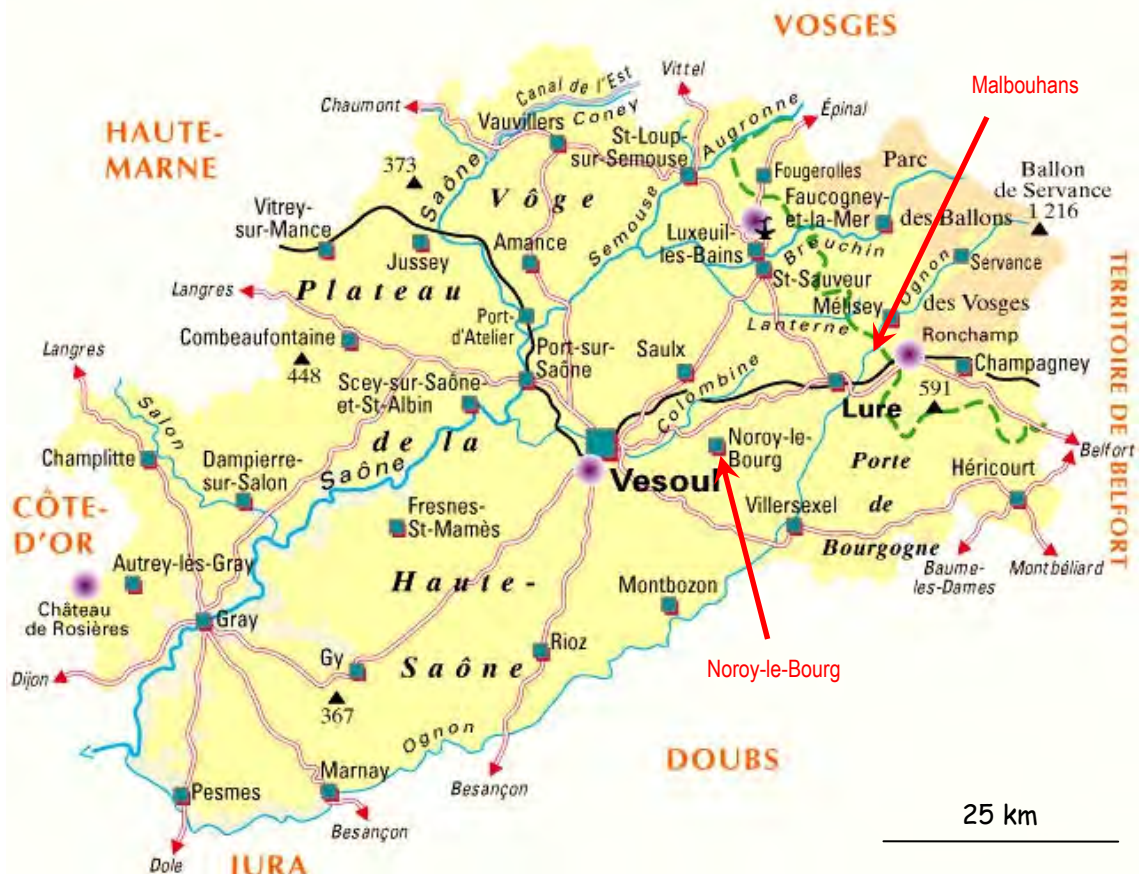 VOSGES
Vittel
Malbouhans
Chaumont
Canal de l'Est
Coney
Vauvillers
Augronne
Épinal
HAUTE-
MARNE
St-Loup-
sur-Semouse
373
Saône
Fougerolles
Parc
Ballon
de Servance
1 216
Vôge
Faucogney-
et-la-Mer
des Ballons
Vitrey-
sur-Mance
Semouse
Luxeuil-
les-Bains
Breuchin
Jussey
Amance
St-Sauveur
Ognon
Servance
Langres
Plateau
Mélisey
des Vosges
TERRITOIRE DE BELFORT
Port-
d'Atelier
Lanterne
Ronchamp
Combeaufontaine
Langres
448
Port-sur-
Saône
Saulx
Champagney
Scey-sur-Saône-
et-St-Albin
Colombine
Lure
591
Salon
de la
Noroy-le-
Bourg
Belfort
Champlitte
Dampierre-
sur-Salon
Saône
Vesoul
Porte
Héricourt
CÔTE-
D'OR
Fresnes-
St-Mamès
Villersexel
de
Autrey-lès-Gray
Bourgogne
Baume-
les-Dames
Montbéliard
Haute-
Montbozon
Château
de Rosières
Gray
Rioz
Gy
Saône
Noroy-le-Bourg
Dijon
367
Ognon
DOUBS
Marnay
Besançon
Pesmes
25 km
Besançon
Dole
JURA